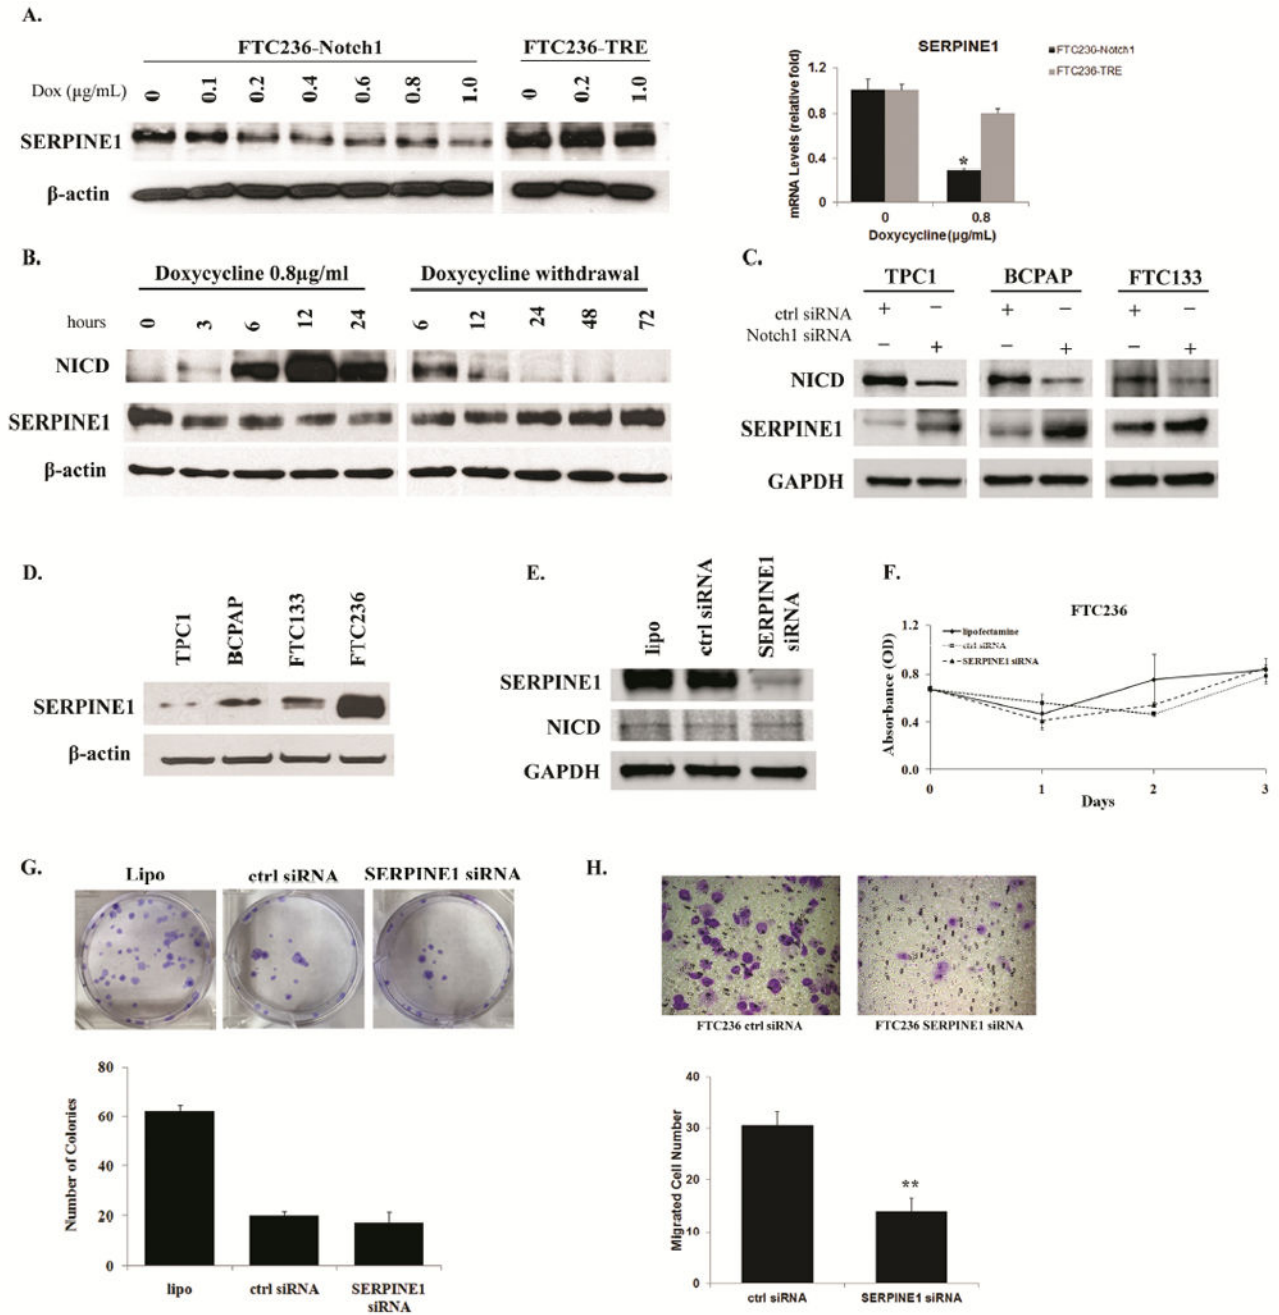 A.
FTC236-Notch1
FTC236-TRE
Dox (µg/mL)
0 0.1 0.2 0.4 0.6 0.8 1.0
0 0.2 1.0
SERPINE1
β-actin
SERPINE1
FTC236-Notch1
FTC236-TRE
mRNA Levels (relative fold)
1.2
0.8
0.4
0
0 0.8
Doxycycline(µg/mL)
*
B.
Doxycycline 0.8µg/ml
Doxycycline withdrawal
hours
0 3 6 12 24
6 12 24 48 72
NICD
SERPINE1
β-actin
C.
TPC1 BCPAP FTC133
ctrl siRNA + – + – + –
Notch1 siRNA – + – + – +
NICD
SERPINE1
GAPDH
D.
TPC1 BCPAP FTC133 FTC236
SERPINE1
β-actin
E.
lipo ctrl siRNA SERPINE1 siRNA
SERPINE1
NICD
GAPDH
F.
FTC236
lipofectamine
ctrl siRNA
SERPINE1 siRNA
Absorbance (OD)
1.2
0.8
0.4
0.0
0 1 2 3
Days
G.
Lipo ctrl siRNA SERPINE1 siRNA
Number of Colonies
80
60
40
20
0
lipo ctrl siRNA SERPINE1
siRNA
H.
FTC236 ctrl siRNA FTC236 SERPINE1 siRNA
Migrated Cell Number
40
30
20
10
0
**
ctrl siRNA SERPINE1 siRNA